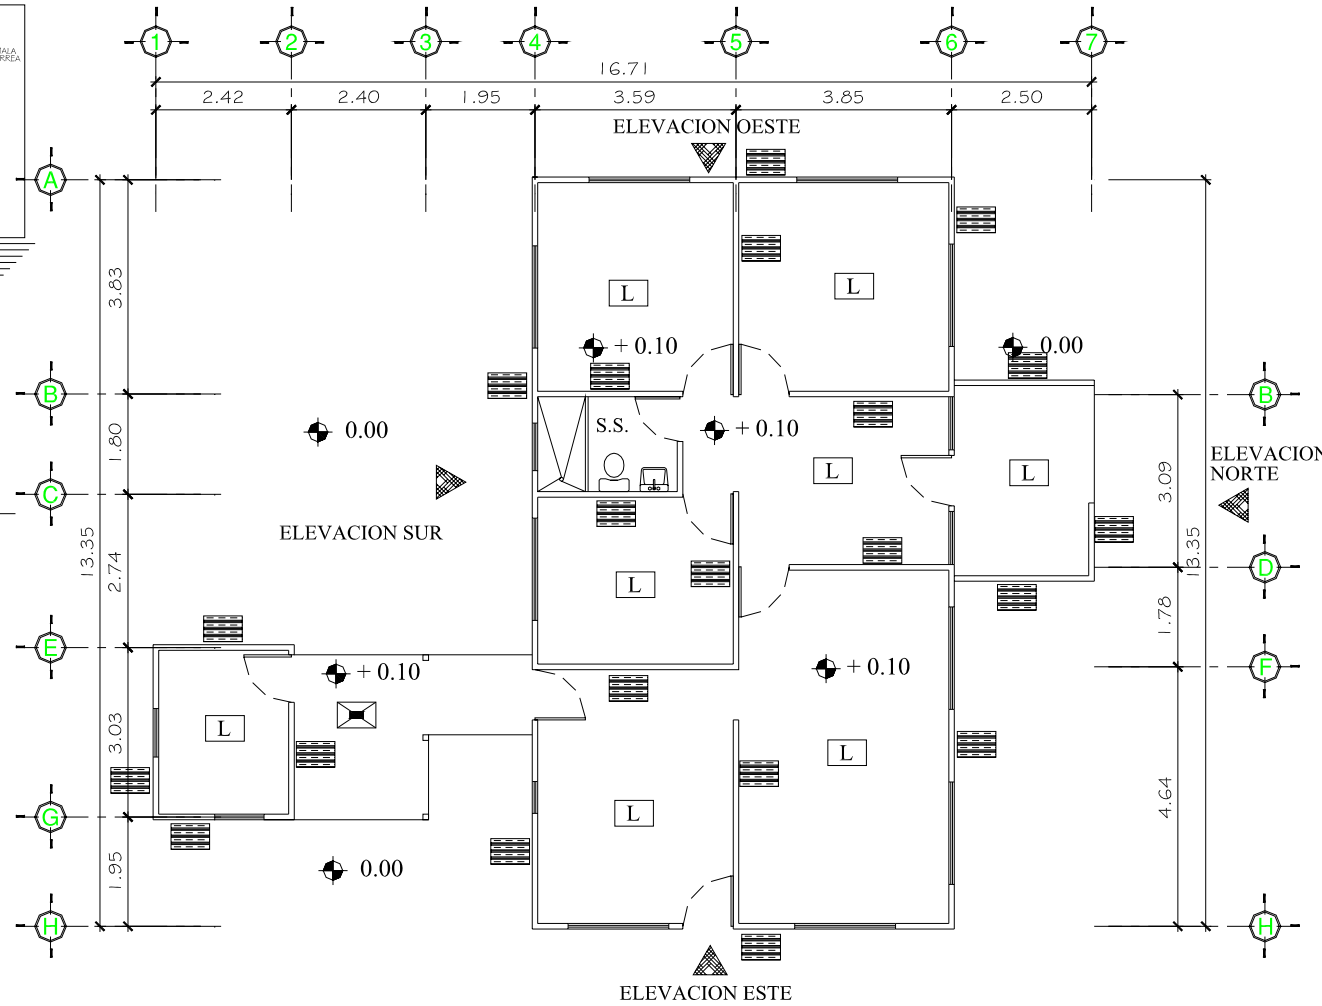 1 2 3 4 5 6 7
16.71
2.42 2.40 1.95 3.59 3.85 2.50
ELEVACION OESTE
A
3.83
L
L
+ 0.10
0.00
B
B
0.00
S.S.
+ 0.10
1.80
L
L
ELEVACION
NORTE
3.09
C
ELEVACION SUR
13.35
2.74
13.35
D
L
1.78
E
+ 0.10
+ 0.10
F
L
3.03
L
4.64
L
G
1.95
0.00
H
H
ELEVACION ESTE